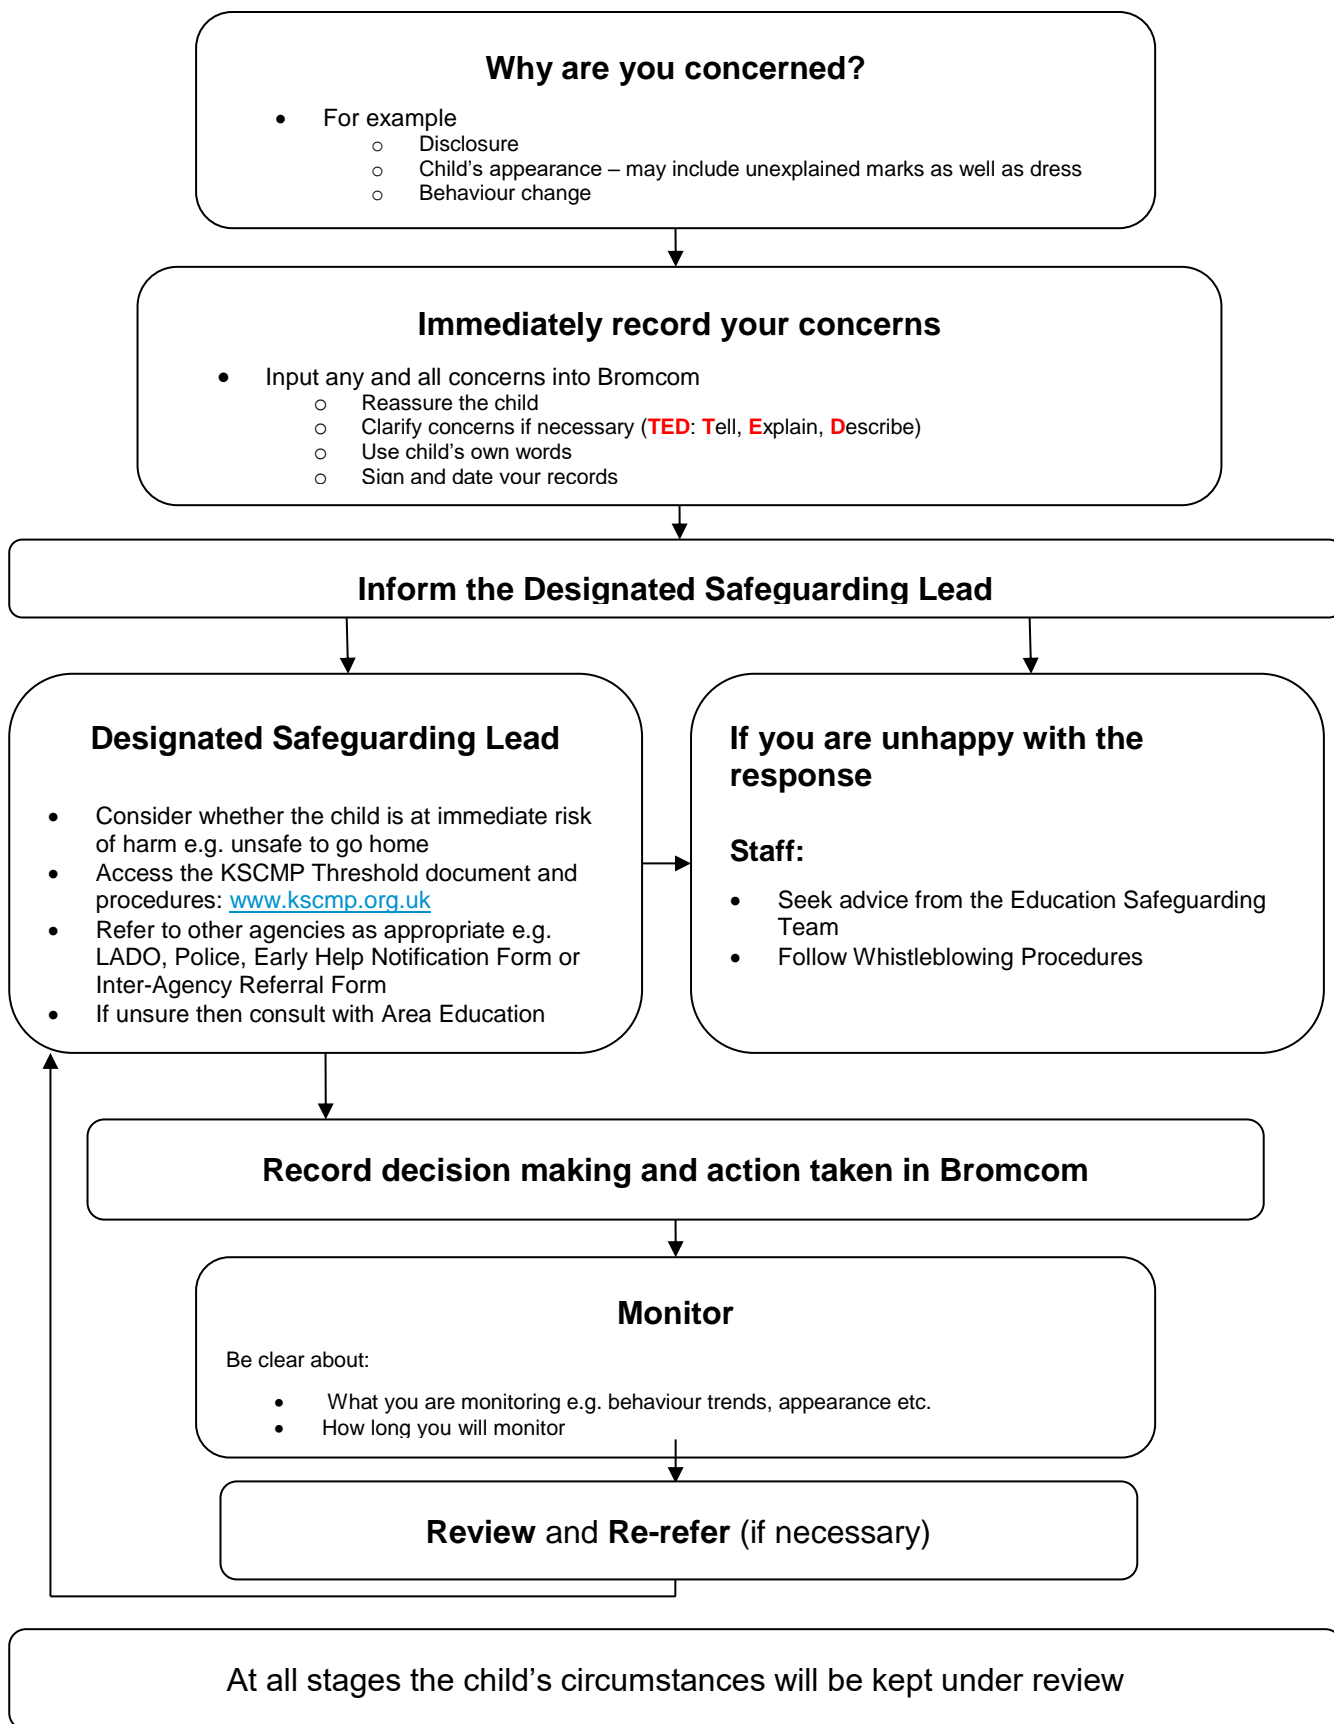 Why are you concerned?
• For example
o Disclosure
o Child's appearance – may include unexplained marks as well as dress
o Behaviour change
Immediately record your concerns
• Input any and all concerns into Bromcom
o Reassure the child
o Clarify concerns if necessary (TED: Tell, Explain, Describe)
o Use child's own words
o Sign and date your records
Inform the Designated Safeguarding Lead
Designated Safeguarding Lead
• Consider whether the child is at immediate risk
of harm e.g. unsafe to go home
• Access the KSCMP Threshold document and
procedures: www.kscmp.org.uk
• Refer to other agencies as appropriate e.g.
LADO, Police, Early Help Notification Form or
Inter-Agency Referral Form
• If unsure then consult with Area Education
If you are unhappy with the
response
Staff:
• Seek advice from the Education Safeguarding
Team
• Follow Whistleblowing Procedures
Record decision making and action taken in Bromcom
Monitor
Be clear about:
• What you are monitoring e.g. behaviour trends, appearance etc.
• How long you will monitor
Review and Re-refer (if necessary)
At all stages the child's circumstances will be kept under review